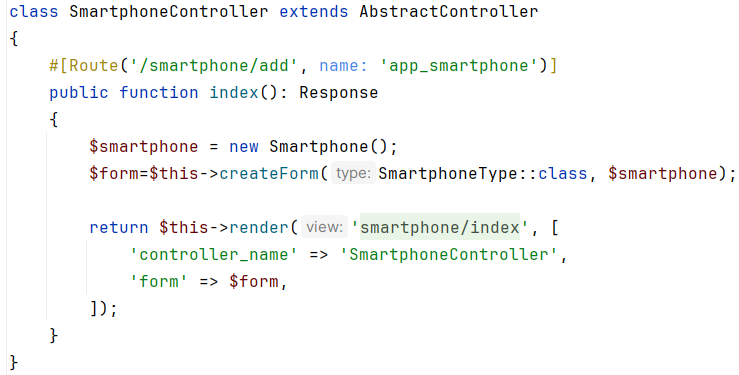 class SmartphoneController extends AbstractController
{
#[Route('/smartphone/add', name: 'app_smartphone')]
public function index(): Response
{
$smartphone = new Smartphone();
$form=$this->createForm( type: SmartphoneType::class, $smartphone);
return $this->render( view: 'smartphone/index', [
'controller_name' => 'SmartphoneController',
'form' => $form,
]);
}
}